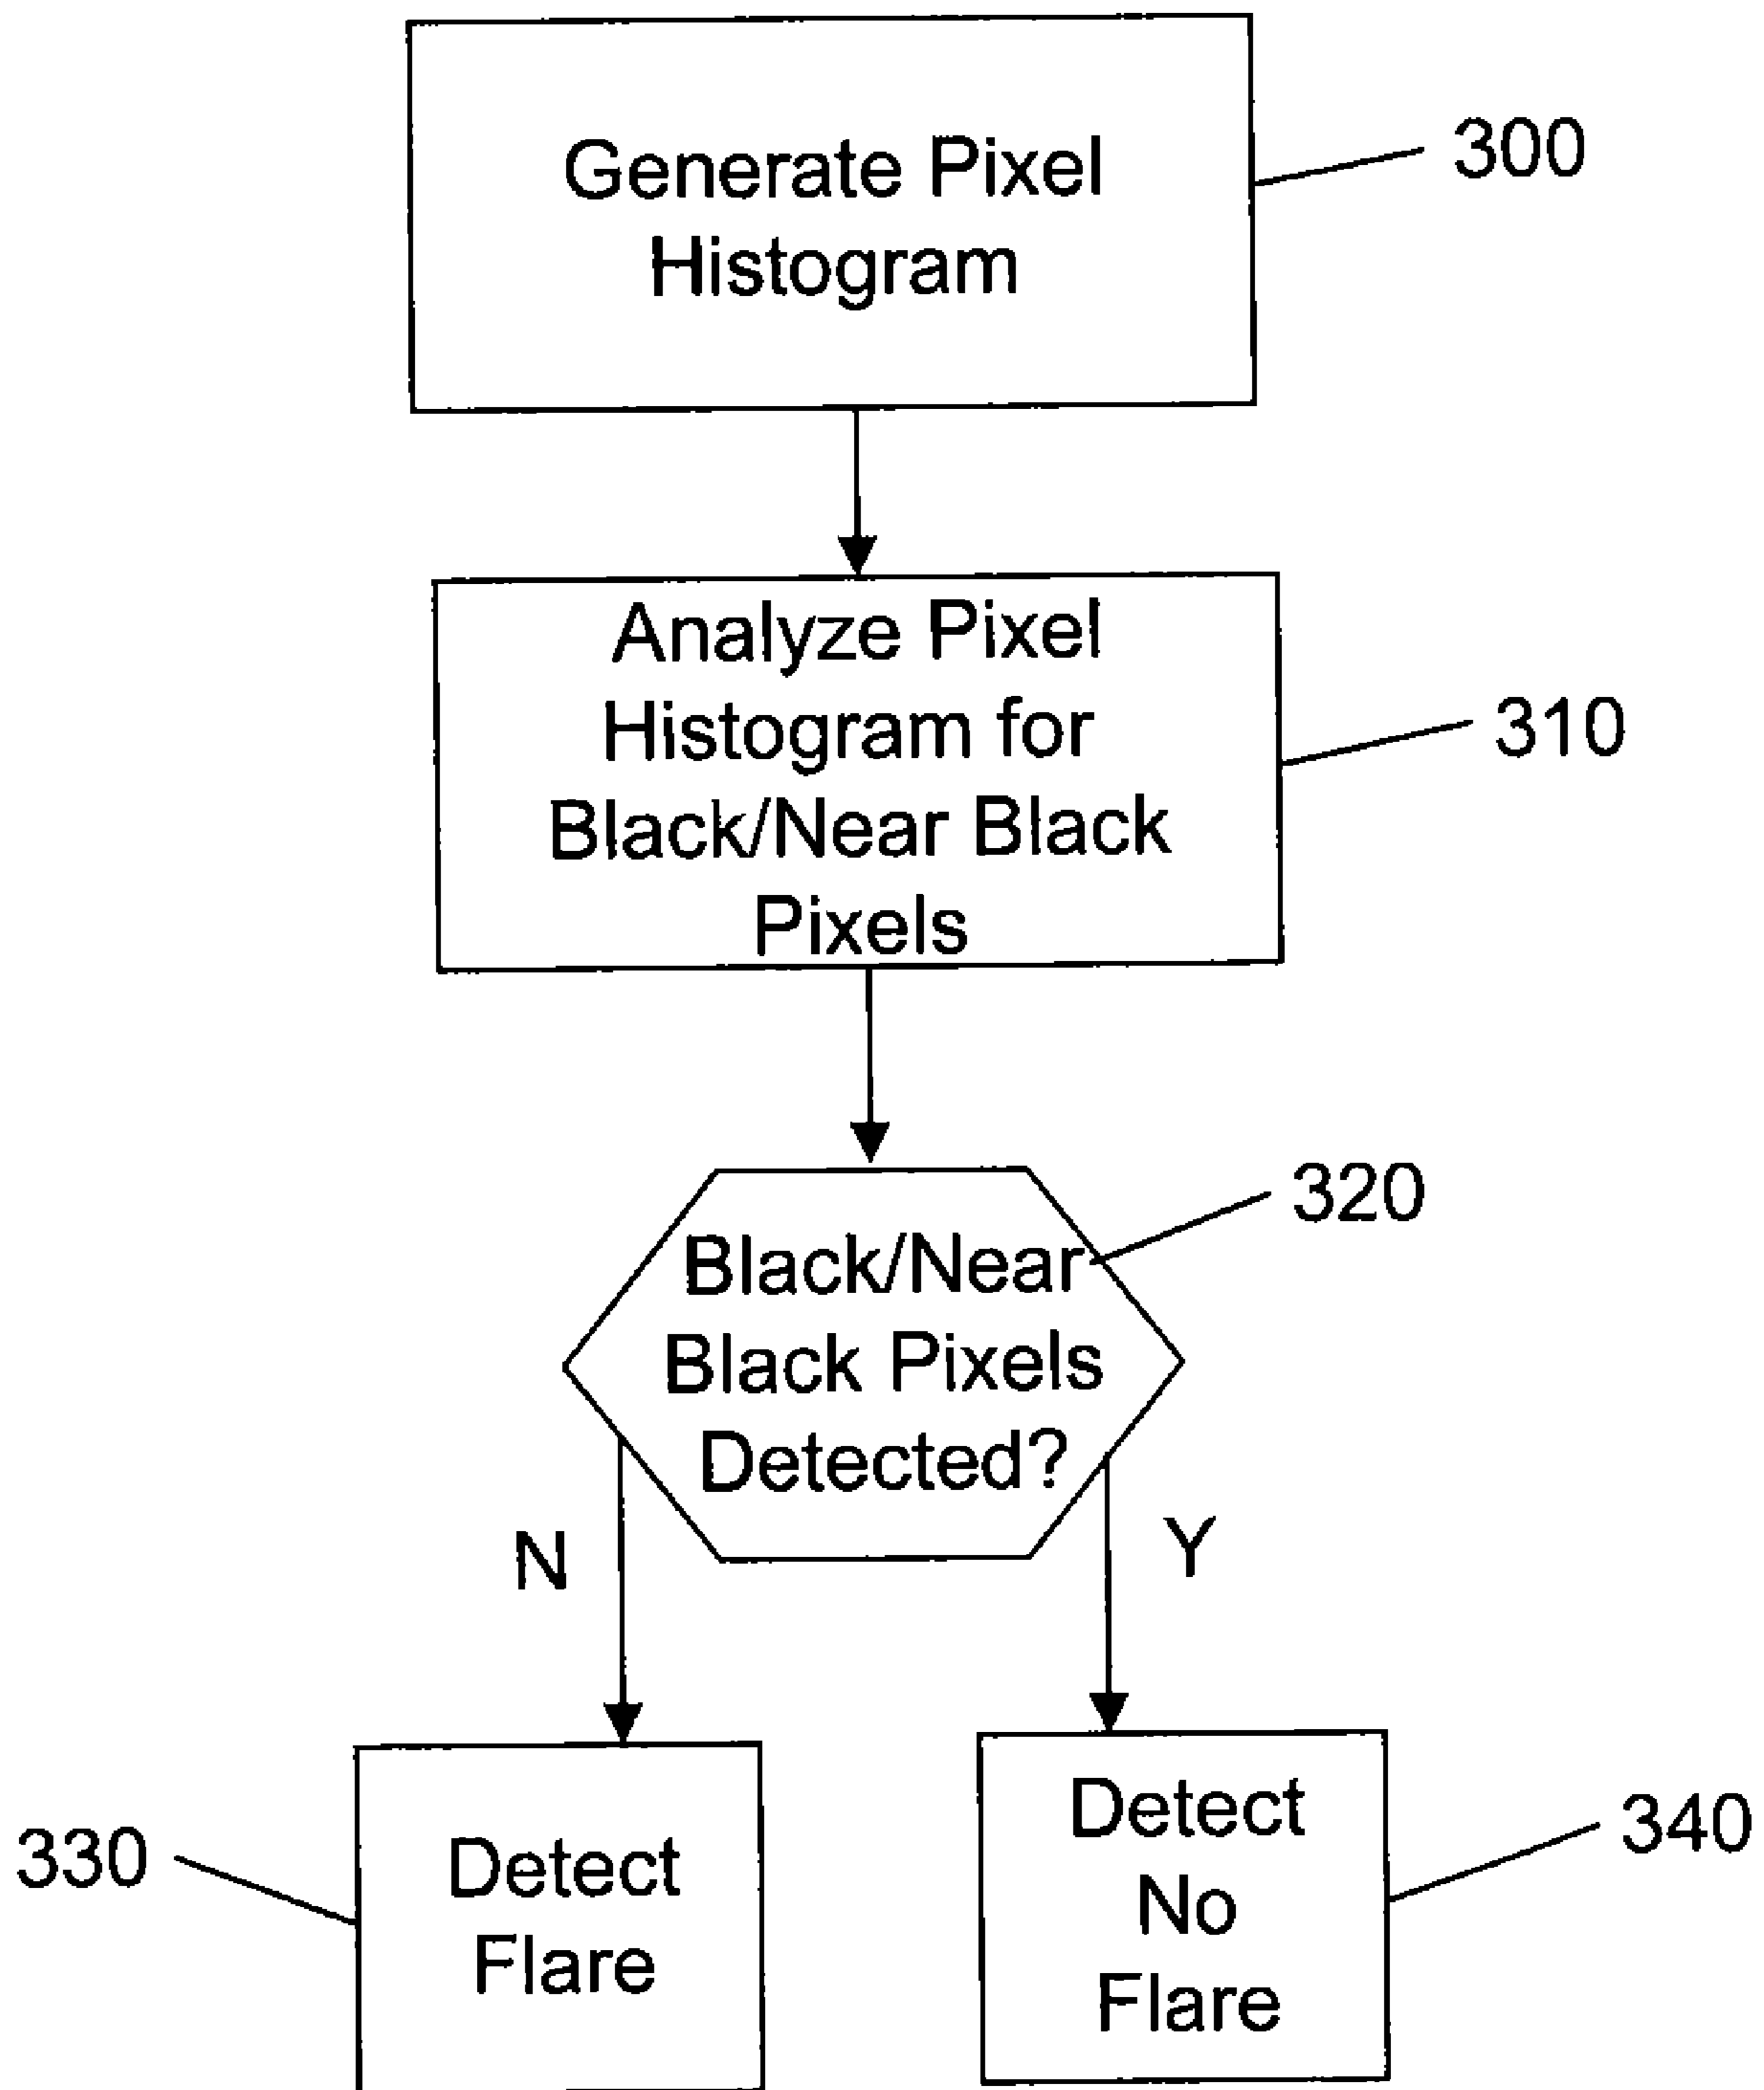 Generate Pixel
Histogram
300
Analyze Pixel
Histogram for
Black/Near Black
Pixels
310
Black/Near
Black Pixels
Detected?
320
N
Y
Detect
Flare
330
Detect
No
Flare
340